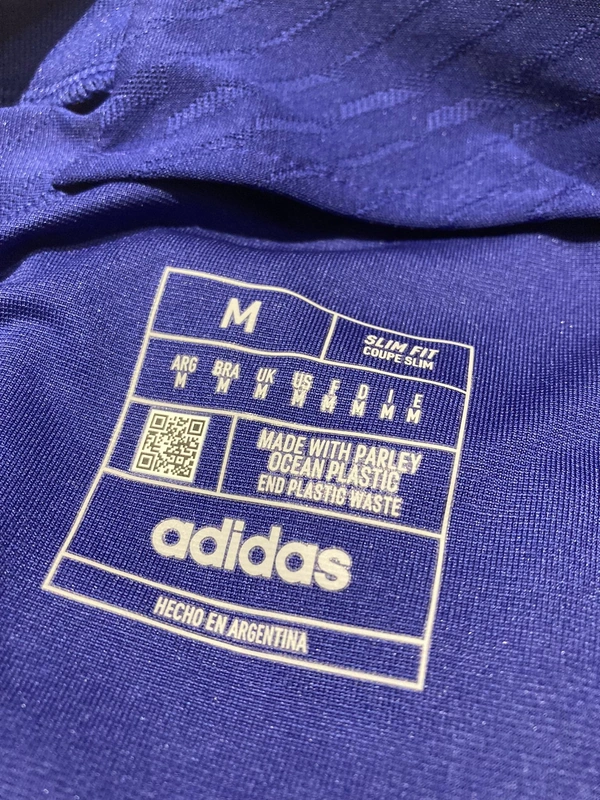 M
SLIM FIT
COUPE SLIM
ARG BRA UK US F D I E
M M M M M M M M
MADE WITH PARLEY
OCEAN PLASTIC
END PLASTIC WASTE
adidas
HECHO EN ARGENTINA